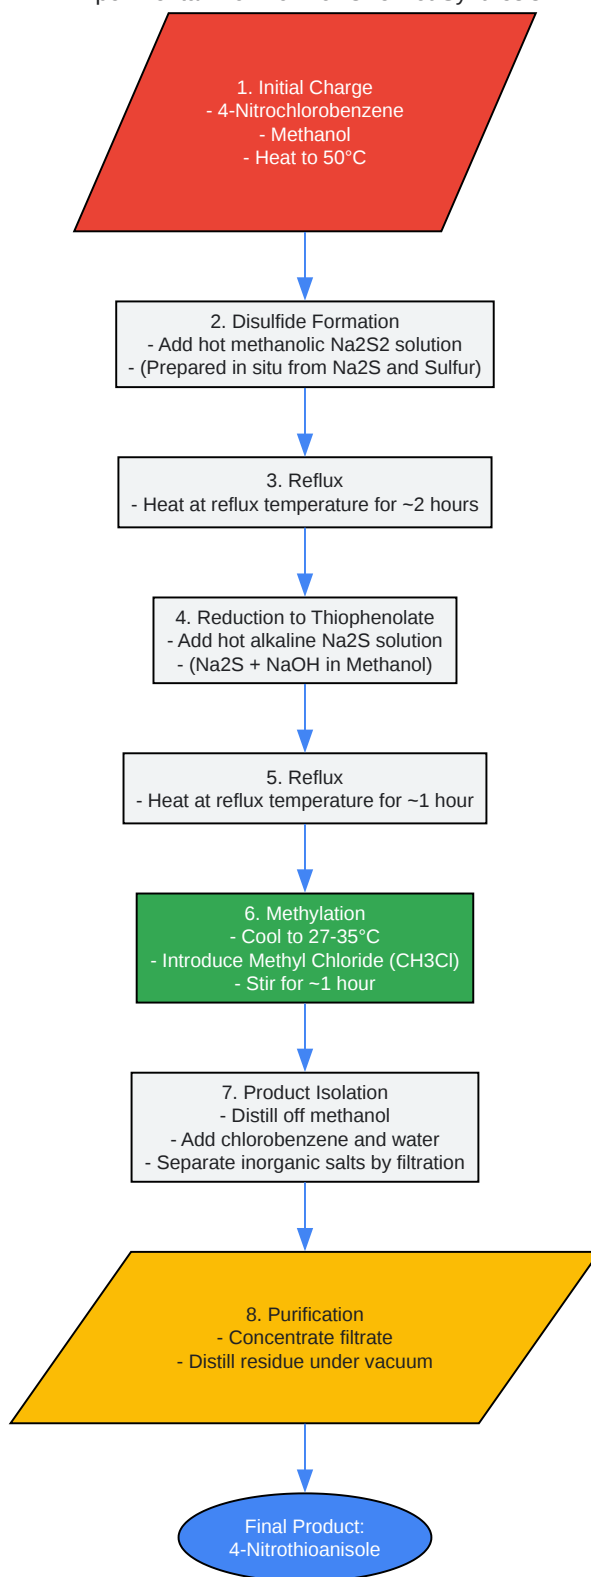 1. Initial Charge
- 4-Nitrochlorobenzene
- Methanol
- Heat to 50°C
2. Disulfide Formation
- Add hot methanolic Na2S2 solution
- (Prepared in situ from Na2S and Sulfur)
3. Reflux
- Heat at reflux temperature for ~2 hours
4. Reduction to Thiophenolate
- Add hot alkaline Na2S solution
- (Na2S + NaOH in Methanol)
5. Reflux
- Heat at reflux temperature for ~1 hour
6. Methylation
- Cool to 27-35°C
- Introduce Methyl Chloride (CH3Cl)
- Stir for ~1 hour
7. Product Isolation
- Distill off methanol
- Add chlorobenzene and water
- Separate inorganic salts by filtration
8. Purification
- Concentrate filtrate
- Distill residue under vacuum
Final Product:
4-Nitrothioanisole